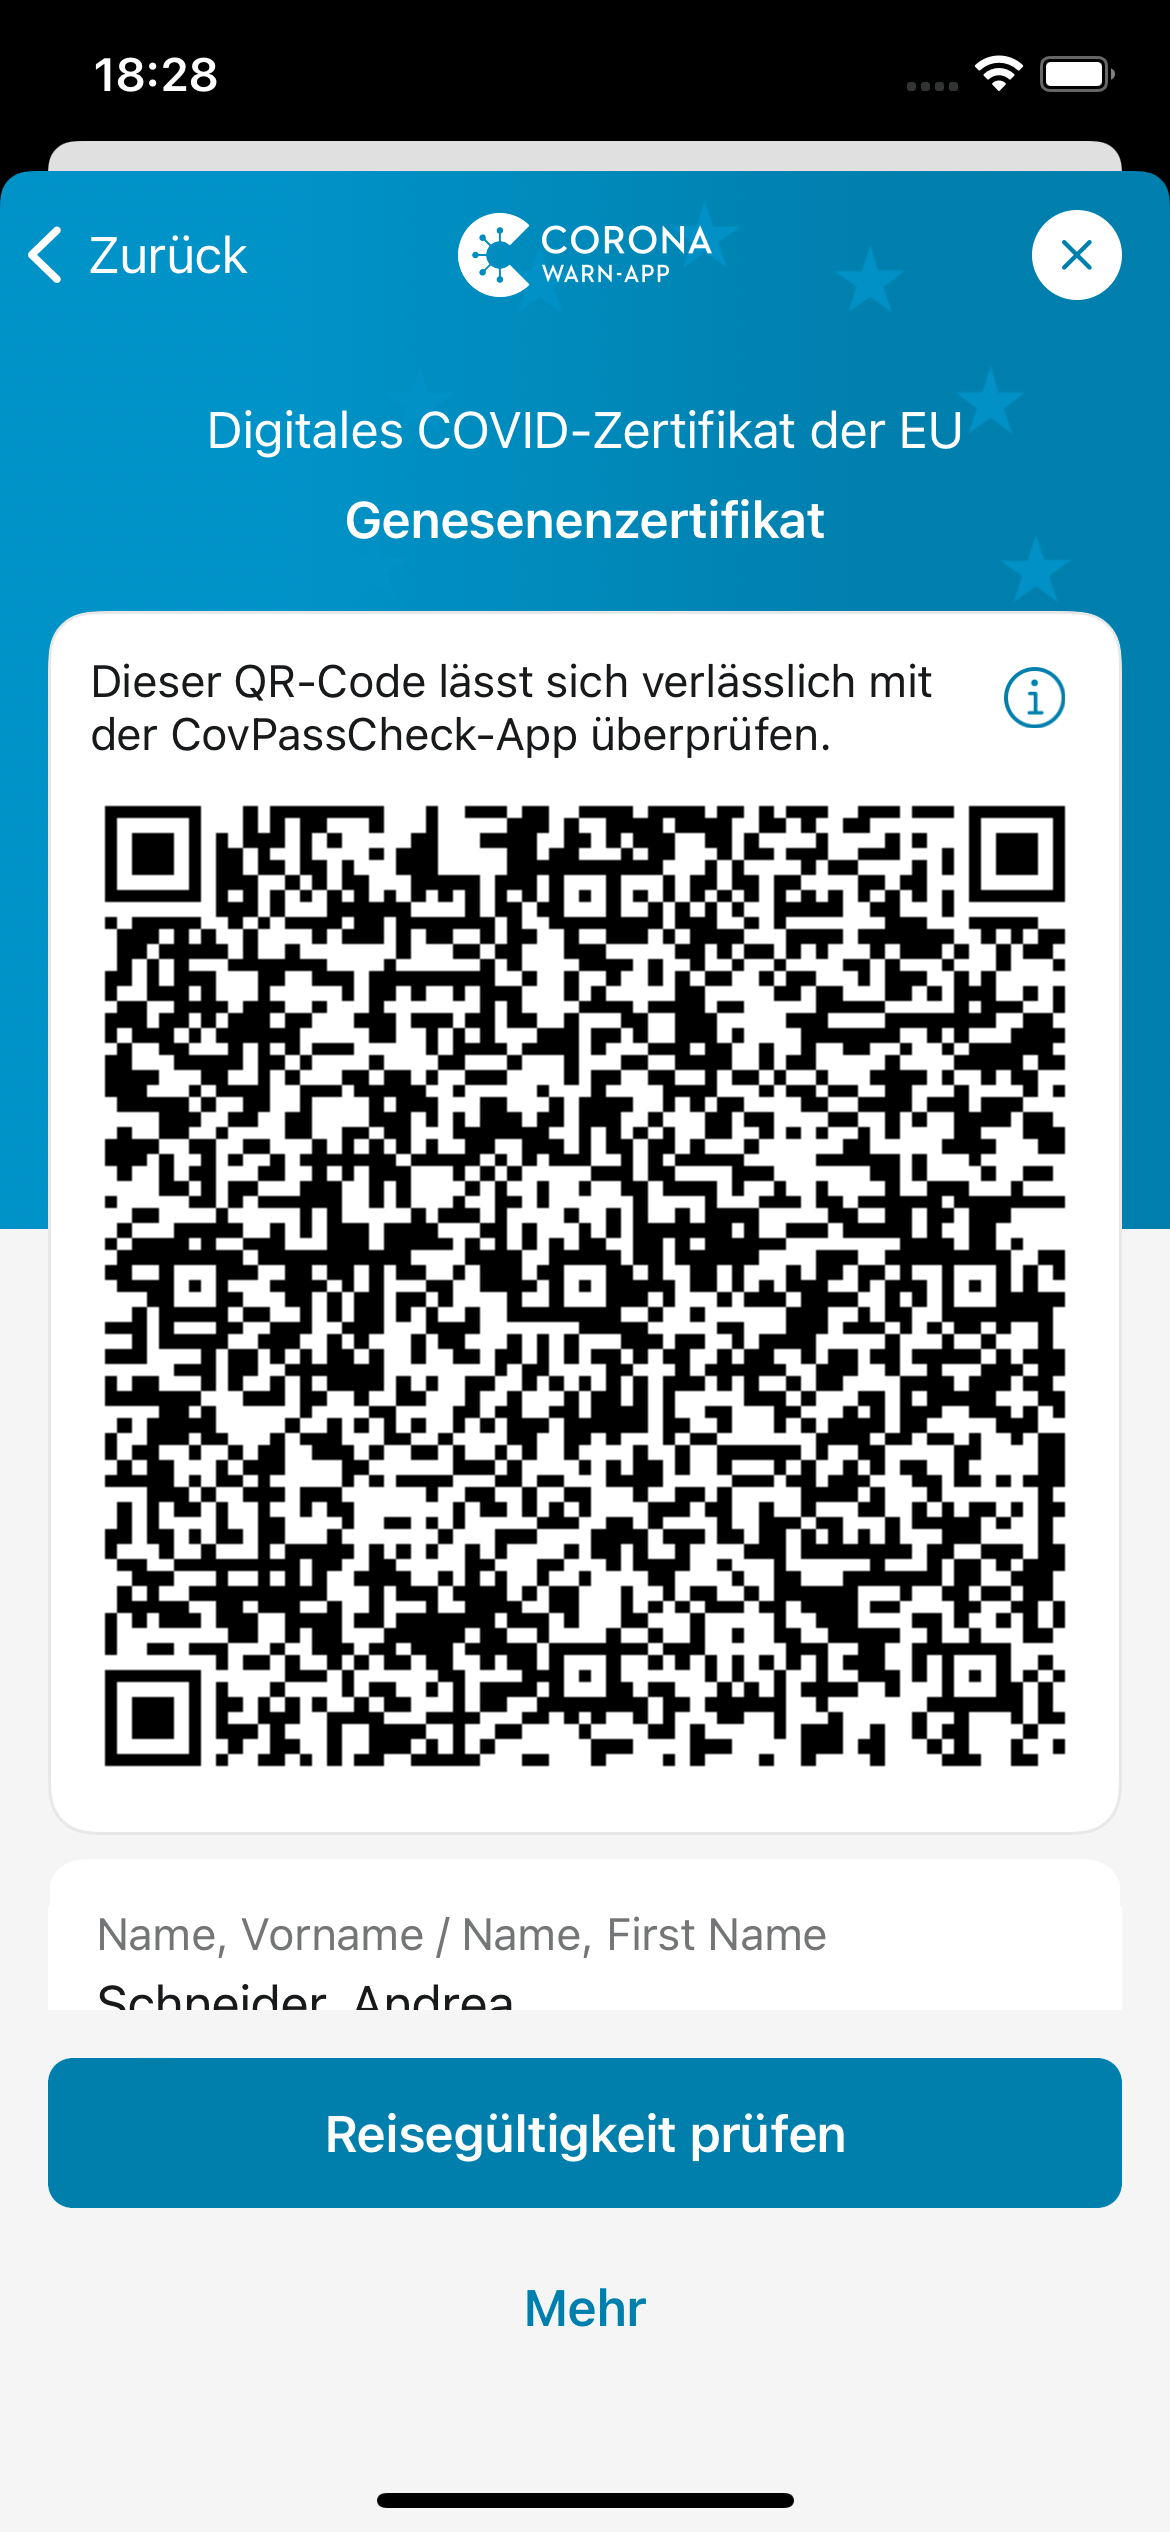 18:28
Zurück
CORONA
WARN-APP
Digitales COVID-Zertifikat der EU
Genesenenzertifikat
Dieser QR-Code lässt sich verlässlich mit
der CovPassCheck-App überprüfen.
Name, Vorname / Name, First Name
Schneider, Andrea
Reisegültigkeit prüfen
Mehr